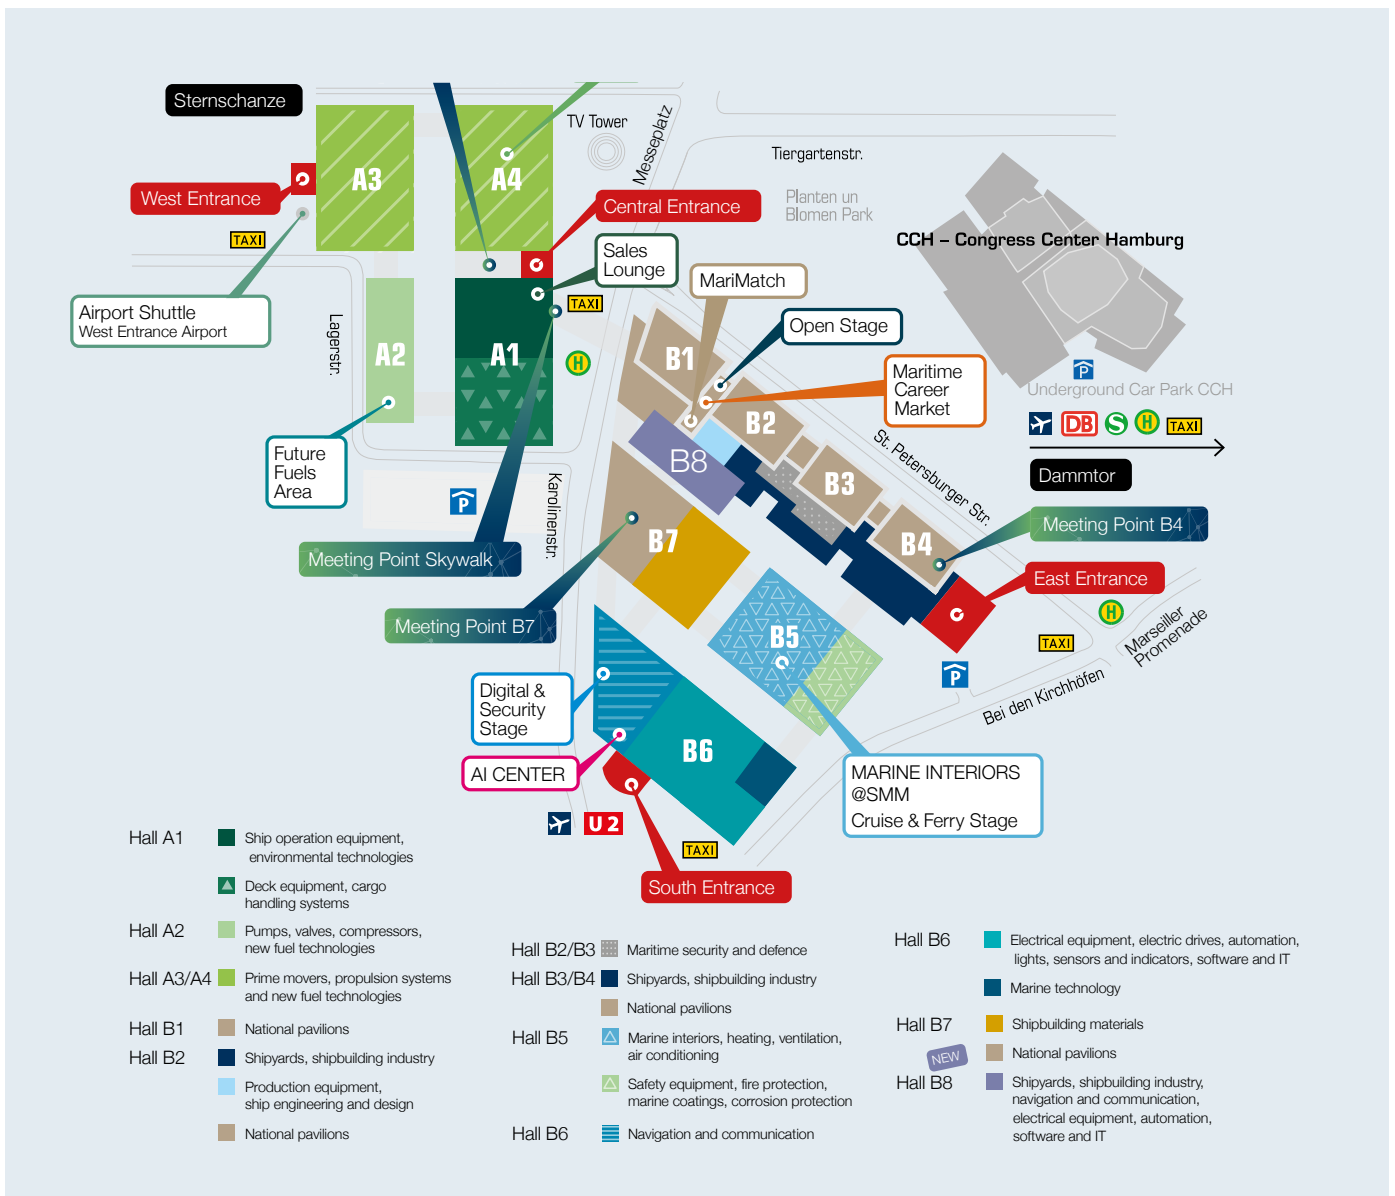 Sternschanze
TV Tower
Messeplatz
Tiergartenstr.
A3
A4
West Entrance
Central Entrance
Planten un
Blomen Park
TAXI
CCH – Congress Center Hamburg
Sales
Lounge
MariMatch
Airport Shuttle
West Entrance Airport
TAXI
Open Stage
Lagerstr.
A2
A1
H
B1
Maritime
Career
Market
P
Underground Car Park CCH
DB
S
H
TAXI
B2
St. Petersburger Str.
Future
Fuels
Area
B8
Dammtor
B3
P
Karolinenstr.
Meeting Point B4
Meeting Point Skywalk
B7
B4
East Entrance
Meeting Point B7
H
Marseiller
Promenade
B5
TAXI
P
Bei den Kirchhöfen
Digital &
Security
Stage
B6
AI CENTER
MARINE INTERIORS
@SMM
Cruise & Ferry Stage
U2
TAXI
South Entrance
Hall A1
Ship operation equipment,
environmental technologies
Deck equipment, cargo
handling systems
Hall A2
Pumps, valves, compressors,
new fuel technologies
Hall A3/A4
Prime movers, propulsion systems
and new fuel technologies
Hall B1
National pavilions
Hall B2
Shipyards, shipbuilding industry
Production equipment,
ship engineering and design
National pavilions
Hall B2/B3
Maritime security and defence
Hall B3/B4
Shipyards, shipbuilding industry
National pavilions
Hall B5
Marine interiors, heating, ventilation,
air conditioning
Safety equipment, fire protection,
marine coatings, corrosion protection
Hall B6
Navigation and communication
Hall B6
Electrical equipment, electric drives, automation,
lights, sensors and indicators, software and IT
Marine technology
Hall B7
Shipbuilding materials
National pavilions
NEW
Hall B8
Shipyards, shipbuilding industry,
navigation and communication,
electrical equipment, automation,
software and IT